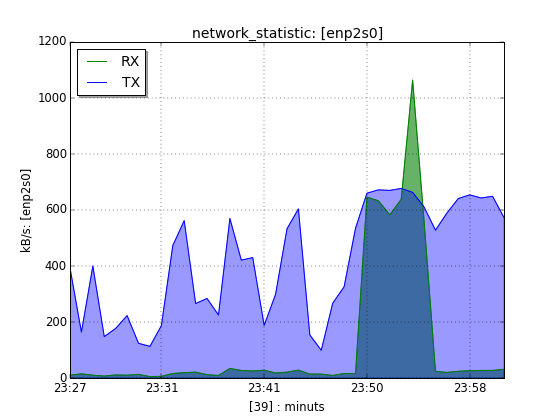 network_statistic: [enp2s0]
1200
1000
800
600
400
200
0
kB/s: [enp2s0]
RX
TX
23:27 23:31 23:41 23:50 23:58
[39] : minuts